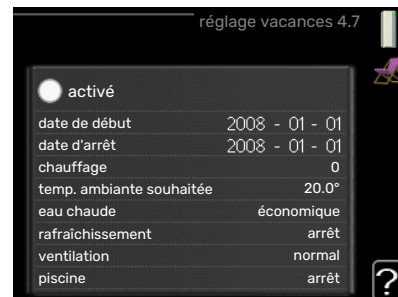 réglage vacances 4.7
activé
date de début 2008 - 01 - 01
date d'arrêt 2008 - 01 - 01
chauffage 0
temp. ambiante souhaitée 20.0°
eau chaude économique
rafraîchissement arrêt
ventilation normal
piscine arrêt
?